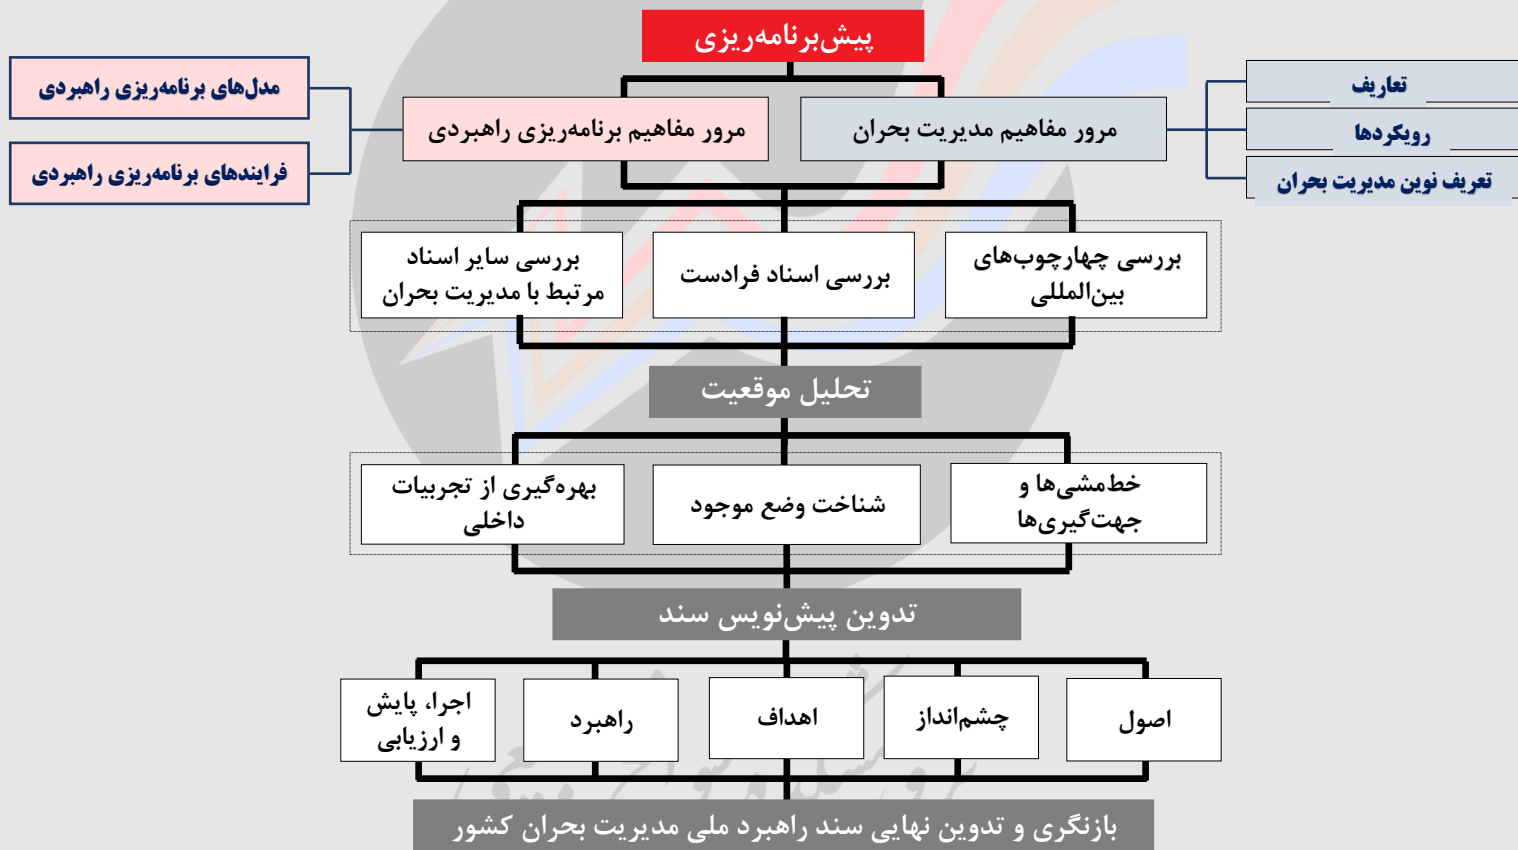 پیش‌برنامه‌ریزی
تعاریف
رویکردها
تعریف نوین مدیریت بحران
مرور مفاهیم مدیریت بحران
مرور مفاهیم برنامه‌ریزی راهبردی
مدل‌های برنامه‌ریزی راهبردی
فرایندهای برنامه‌ریزی راهبردی
بررسی چهارچوب‌های
بین‌المللی
بررسی اسناد فرادست
بررسی سایر اسناد
مرتبط با مدیریت بحران
تحلیل موقعیت
خط‌مشی‌ها و
جهت‌گیری‌ها
شناخت وضع موجود
بهره‌گیری از تجربیات
داخلی
تدوین پیش‌نویس سند
اصول
چشم‌انداز
اهداف
راهبرد
اجرا، پایش
و ارزیابی
بازنگری و تدوین نهایی سند راهبرد ملی مدیریت بحران کشور